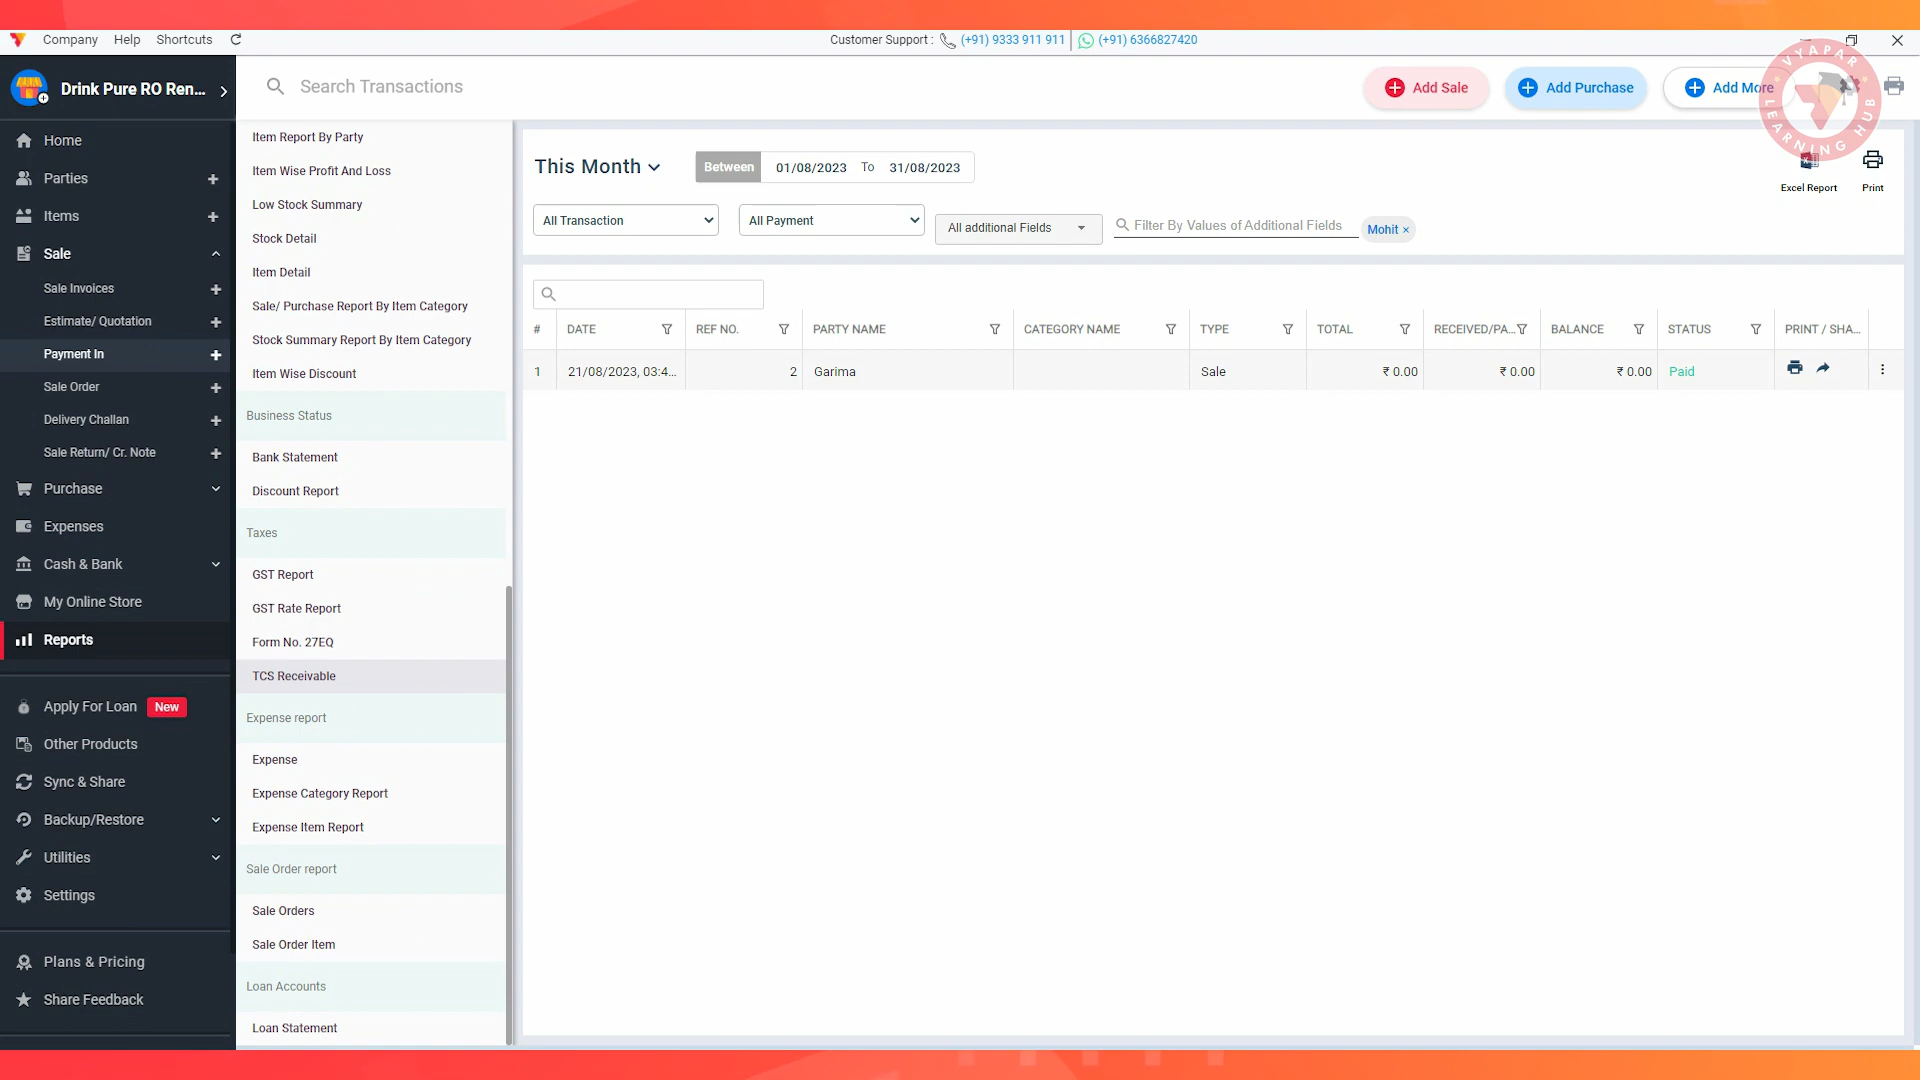 Company Help Shortcuts
Customer Support : (+91) 9333 911 911 (+91) 6366827420
Drink Pure RO Ren...
Search Transactions
Add Sale
Add Purchase
Add More
VYAPAR
LEARNING HUB
Home
Parties
Items
Sale
Sale Invoices
Estimate/ Quotation
Payment In
Sale Order
Delivery Challan
Sale Return/ Cr. Note
Purchase
Expenses
Cash & Bank
My Online Store
Reports
Apply For Loan New
Other Products
Sync & Share
Backup/Restore
Utilities
Settings
Plans & Pricing
Share Feedback
Item Report By Party
Item Wise Profit And Loss
Low Stock Summary
Stock Detail
Item Detail
Sale/ Purchase Report By Item Category
Stock Summary Report By Item Category
Item Wise Discount
Business Status
Bank Statement
Discount Report
Taxes
GST Report
GST Rate Report
Form No. 27EQ
TCS Receivable
Expense report
Expense
Expense Category Report
Expense Item Report
Sale Order report
Sale Orders
Sale Order Item
Loan Accounts
Loan Statement
This Month
Between 01/08/2023 To 31/08/2023
Excel Report
Print
All Transaction
All Payment
All additional Fields
Filter By Values of Additional Fields
Mohit ×
# DATE REF NO. PARTY NAME CATEGORY NAME TYPE TOTAL RECEIVED/PA... BALANCE STATUS PRINT / SHA...
1 21/08/2023, 03:4... 2 Garima Sale ₹ 0.00 ₹ 0.00 ₹ 0.00 Paid